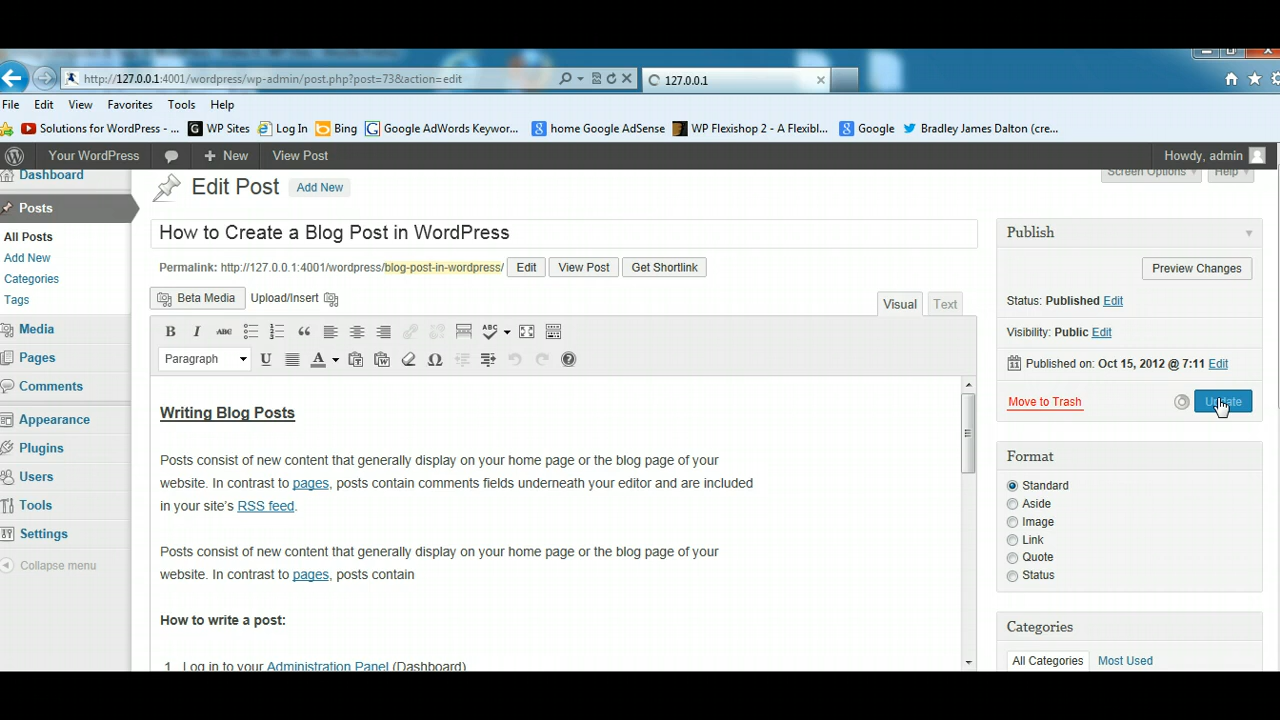 http://127.0.0.1:4001/wordpress/wp-admin/post.php?post=73&action=edit
127.0.0.1
File Edit View Favorites Tools Help
Solutions for WordPress - ... WP Sites Log In Bing Google AdWords Keywor... home Google AdSense WP Flexishop 2 - A Flexibl... Google Bradley James Dalton (cre...
Your WordPress + New View Post Howdy, admin
Dashboard
Screen Options Help
Edit Post Add New
Posts
All Posts
Add New
Categories
Tags
Media
Pages
Comments
Appearance
Plugins
Users
Tools
Settings
Collapse menu
How to Create a Blog Post in WordPress
Permalink: http://127.0.0.1:4001/wordpress/blog-post-in-wordpress/ Edit View Post Get Shortlink
Beta Media Upload/Insert
Visual Text
B I ABC ABC
Paragraph U A
Writing Blog Posts
Posts consist of new content that generally display on your home page or the blog page of your
website. In contrast to pages, posts contain comments fields underneath your editor and are included
in your site's RSS feed.
Posts consist of new content that generally display on your home page or the blog page of your
website. In contrast to pages, posts contain
How to write a post:
1. Log in to your Administration Panel (Dashboard)
Publish
Preview Changes
Status: Published Edit
Visibility: Public Edit
Published on: Oct 15, 2012 @ 7:11 Edit
Move to Trash Update
Format
Standard
Aside
Image
Link
Quote
Status
Categories
All Categories Most Used